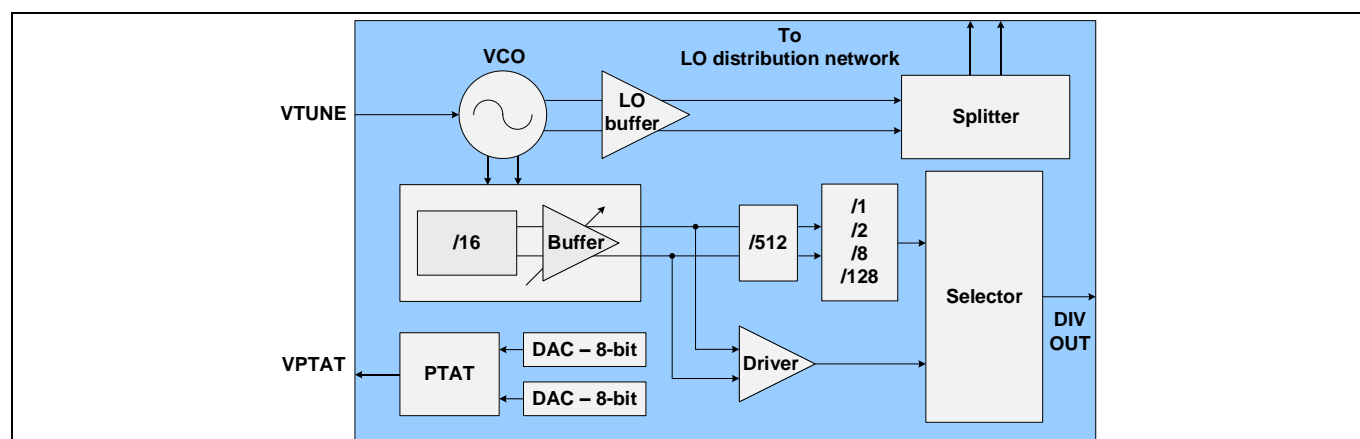 To
LO distribution network
VCO
VTUNE
LO
buffer
Splitter
/16
Buffer
/512
/1
/2
/8
/128
Selector
DIV
OUT
VPTAT
PTAT
DAC – 8-bit
DAC – 8-bit
Driver